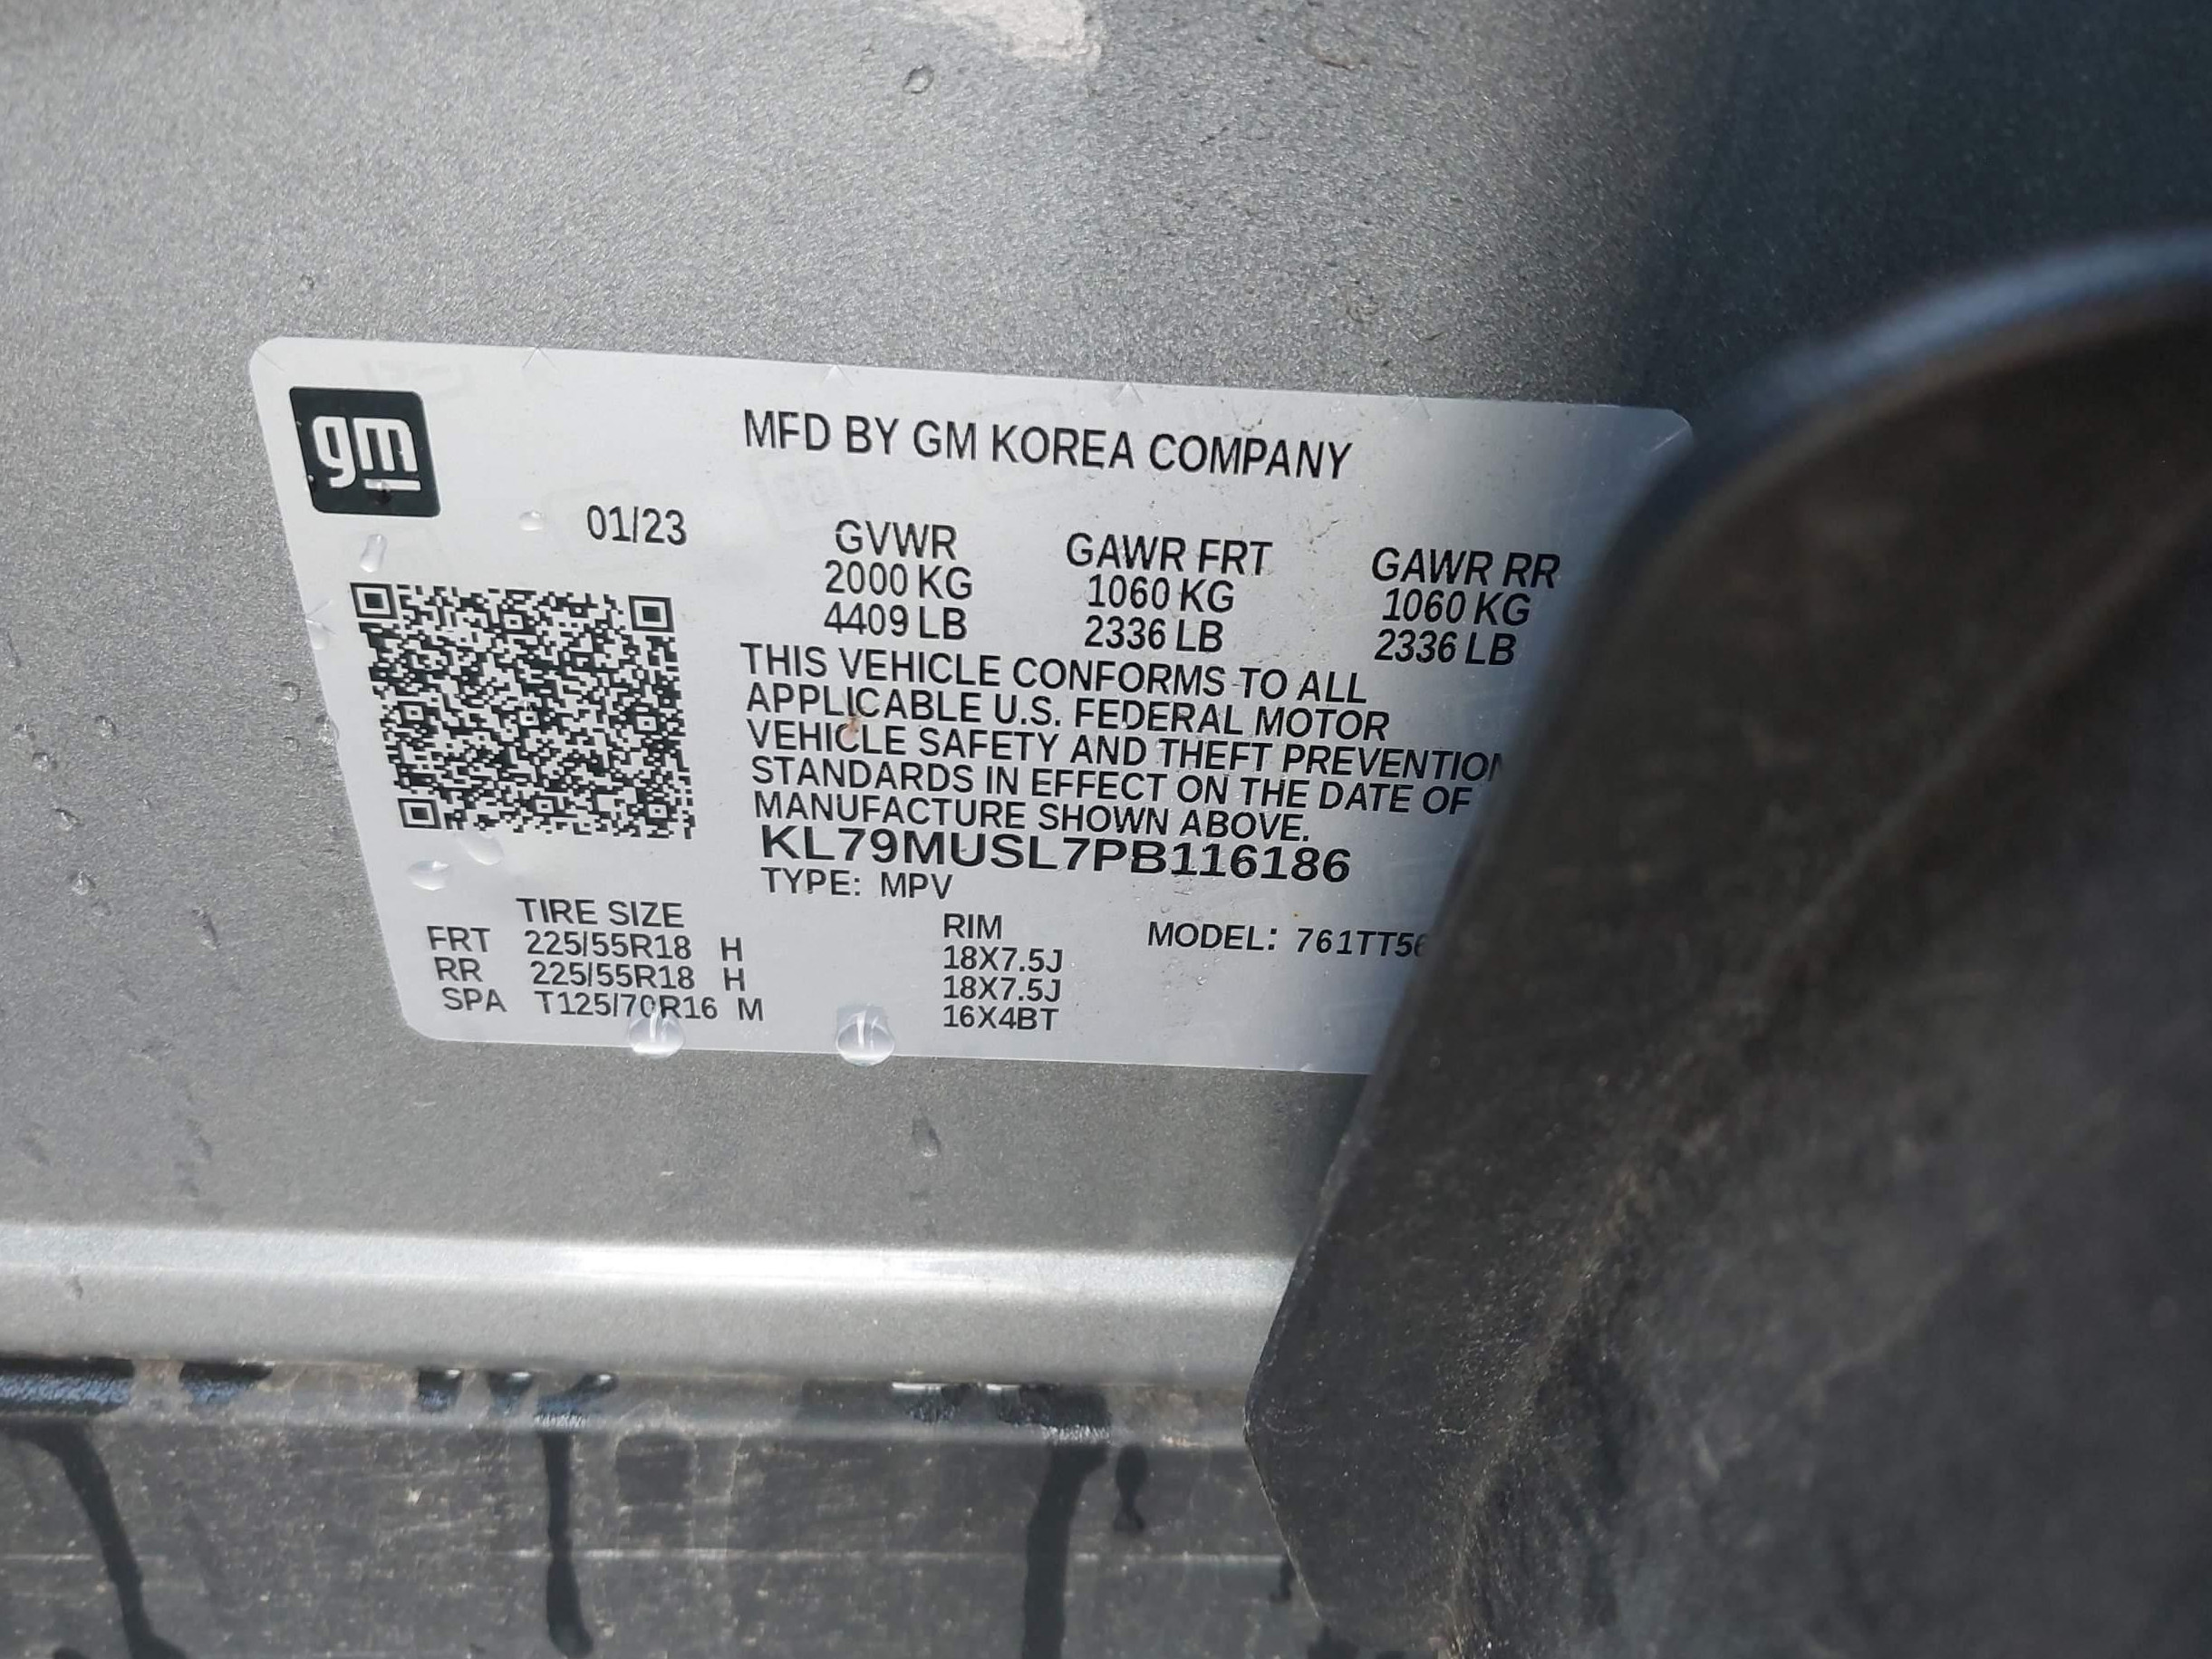 gm
MFD BY GM KOREA COMPANY
01/23
GVWR GAWR FRT GAWR RR
2000 KG 1060 KG 1060 KG
4409 LB 2336 LB 2336 LB
THIS VEHICLE CONFORMS TO ALL
APPLICABLE U.S. FEDERAL MOTOR
VEHICLE SAFETY AND THEFT PREVENTION
STANDARDS IN EFFECT ON THE DATE OF
MANUFACTURE SHOWN ABOVE.
KL79MUSL7PB116186
TYPE: MPV
TIRE SIZE RIM MODEL:
FRT 225/55R18 H 18X7.5J
RR 225/55R18 H 18X7.5J
SPA T125/70R16 M 16X4BT